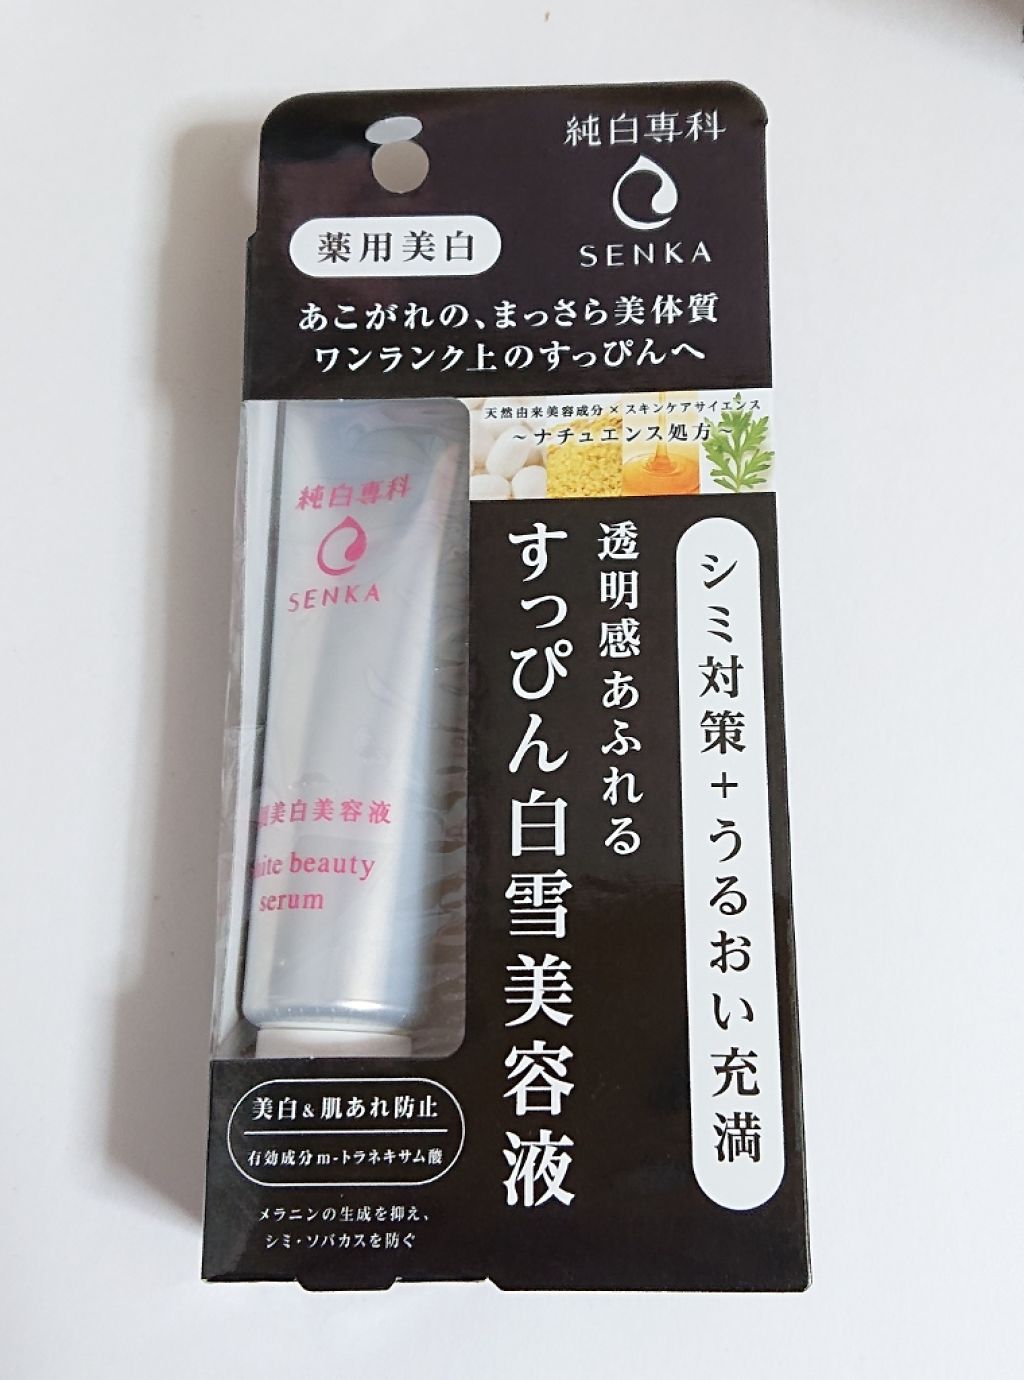 純白専科
SENKA
薬用美白
あこがれの、まっさら美体質
ワンランク上のすっぴんへ
天然由来美容成分×スキンケアサイエンス
～ナチュエンス処方～
シミ対策+うるおい充満
透明感あふれる
すっぴん白雪美容液
純白専科
SENKA
美白美容液
beauty
serum
美白&肌あれ防止
有効成分m-トラネキサム酸
メラニンの生成を抑え、
シミ・ソバカスを防ぐ